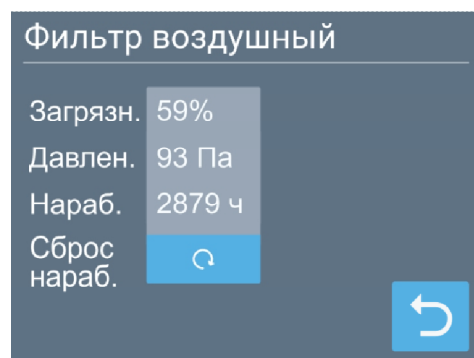 Фильтр воздушный
Загрязн. 59%
Давлен. 93 Па
Нараб. 2879 ч
Сброс
нараб.